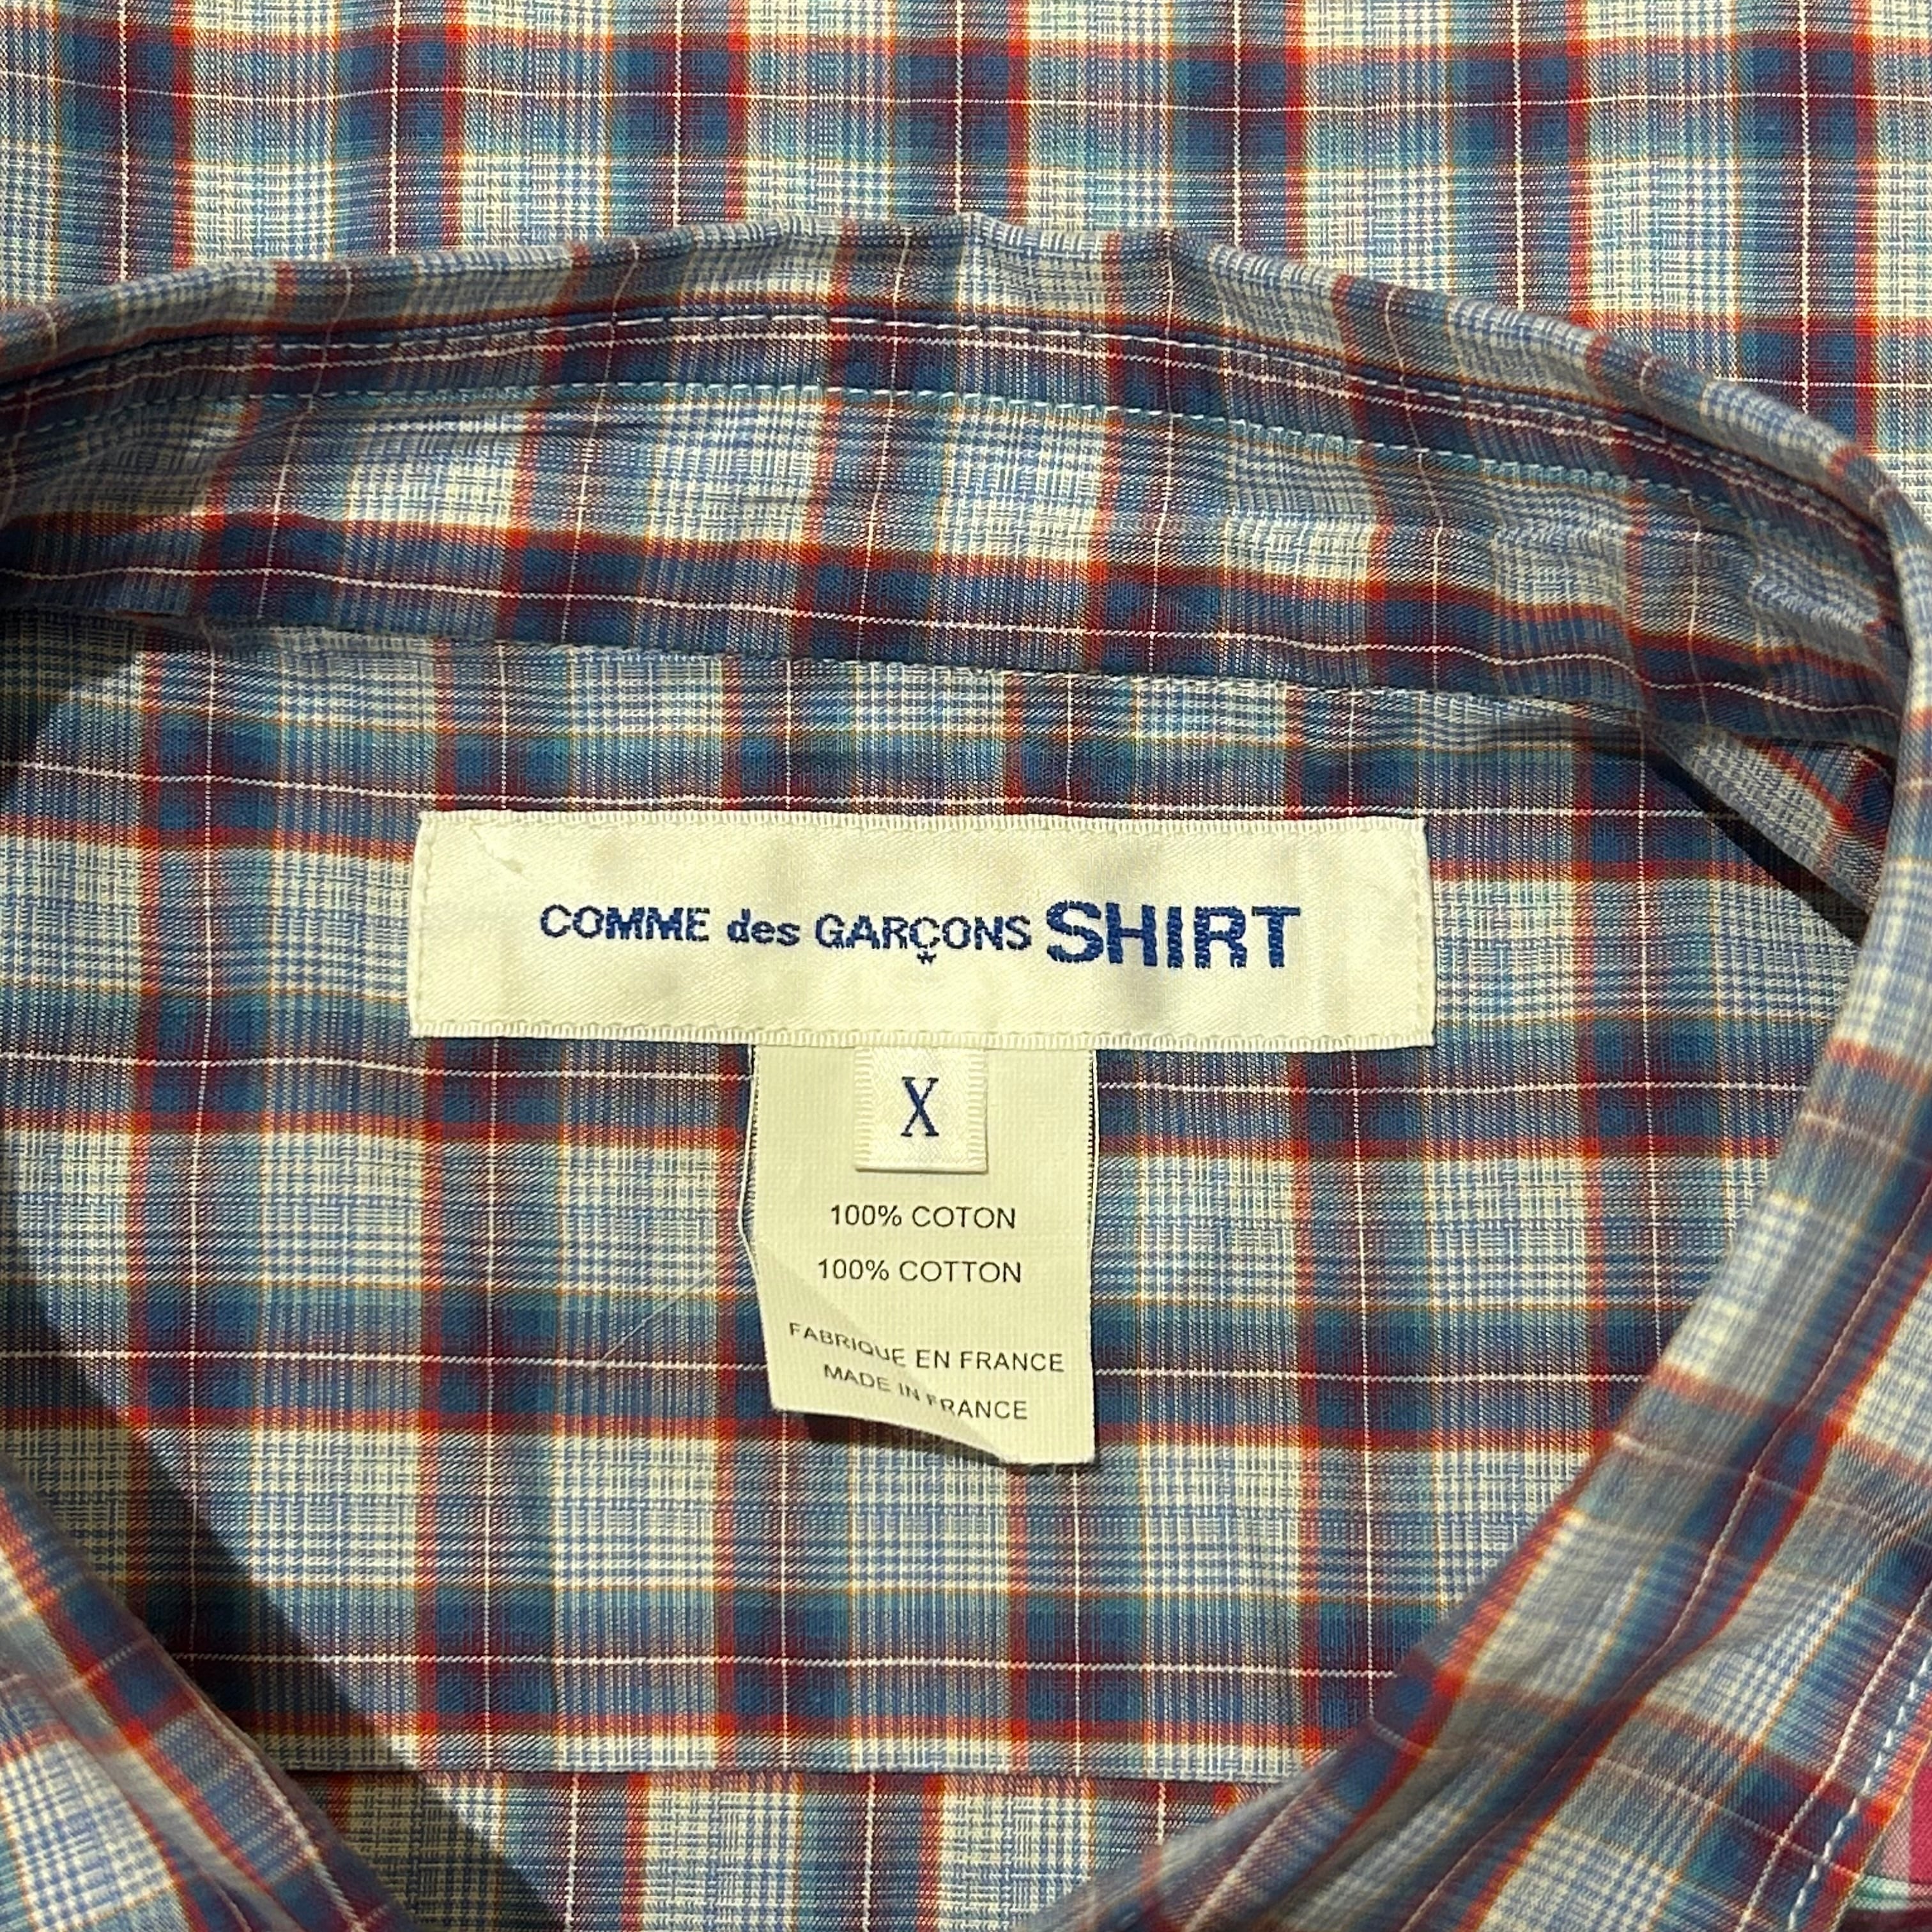 COMME des GARÇONS SHIRT
X
100% COTON
100% COTTON
FABRIQUE EN FRANCE
MADE IN FRANCE